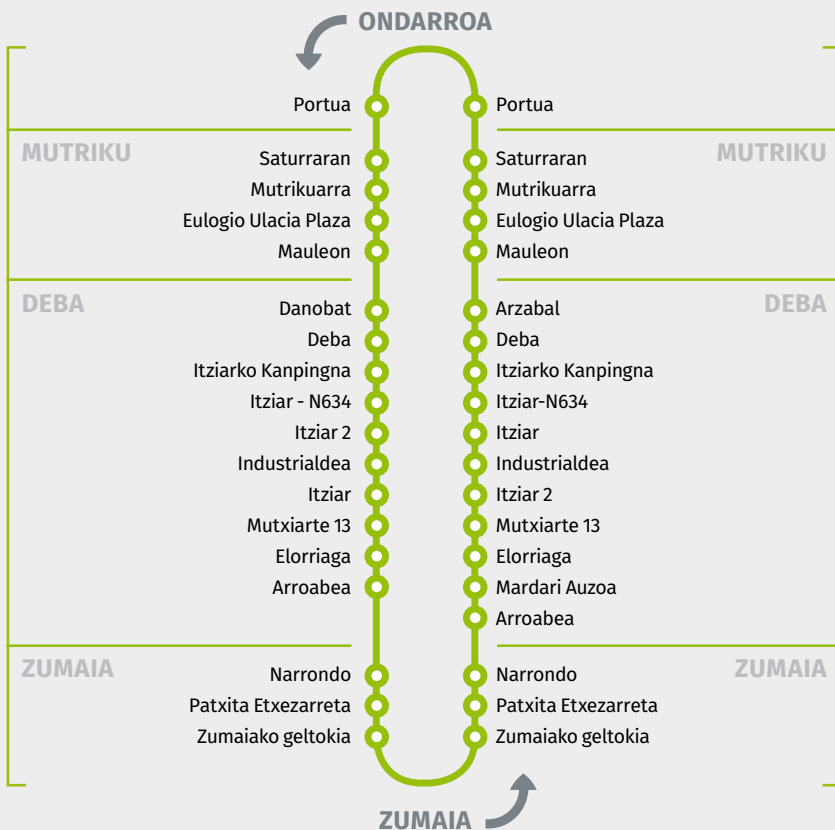 ONDARROA
Portua
Portua
MUTRIKU
Saturraran
Saturraran
MUTRIKU
Mutrikuarra
Mutrikuarra
Eulogio Ulacia Plaza
Eulogio Ulacia Plaza
Mauleon
Mauleon
DEBA
Danobat
Arzabal
DEBA
Deba
Deba
Itziarko Kanpingna
Itziarko Kanpingna
Itziar - N634
Itziar-N634
Itziar 2
Itziar
Industrialdea
Industrialdea
Itziar
Itziar 2
Mutxiarte 13
Mutxiarte 13
Elorriaga
Elorriaga
Arroabea
Mardari Auzoa
Arroabea
ZUMAIA
Narrondo
Narrondo
ZUMAIA
Patxita Etxezarreta
Patxita Etxezarreta
Zumaiako geltokia
Zumaiako geltokia
ZUMAIA